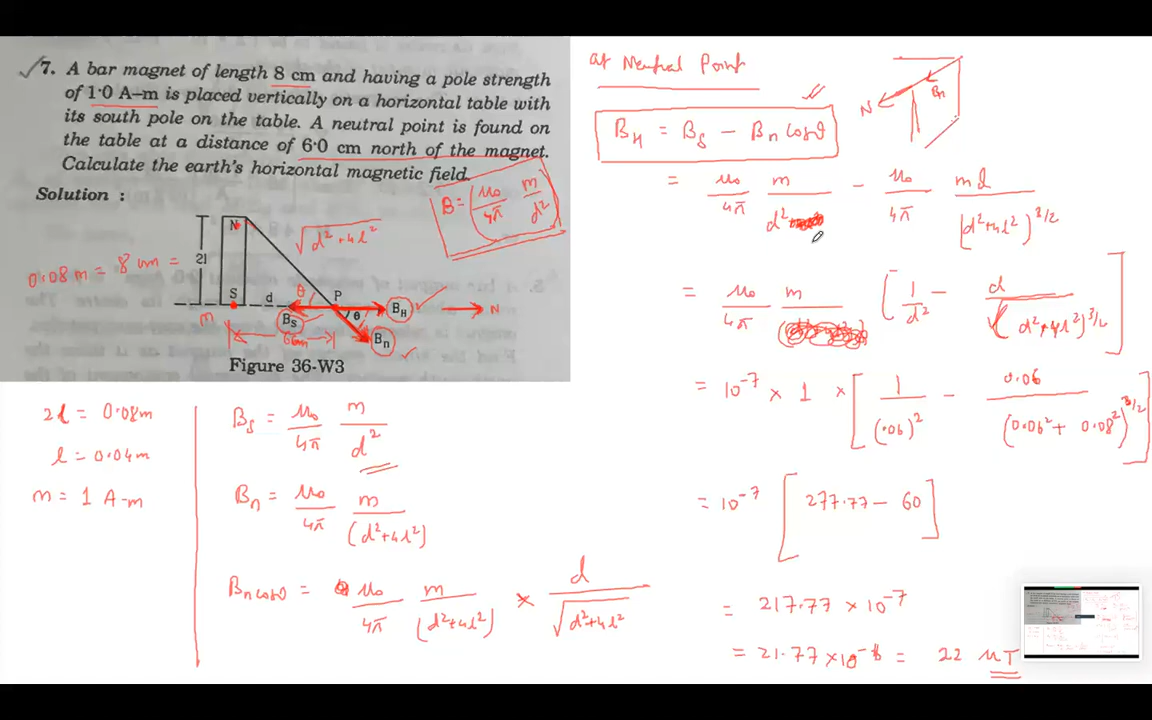 7. A bar magnet of length 8 cm and having a pole strength
of 1·0 A–m is placed vertically on a horizontal table with
its south pole on the table. A neutral point is found on
the table at a distance of 6·0 cm north of the magnet.
Calculate the earth's horizontal magnetic field.
Solution :
B = μ₀/4π m/d²
√d²+4l²
0.08m = 8 cm =
2l
N
S
d
θ
P
θ
B_H
N
B_S
B_n
m
Figure 36-W3
2l = 0.08m
l = 0.04m
m = 1 A-m
B_S = μ₀/4π m/d²
B_n = μ₀/4π m/(d²+4l²)
B_n cosθ = μ₀/4π m/(d²+4l²) × d/√d²+4l²
at Neutral Point
N
B_H = B_S - B_n cosθ
= μ₀/4π m/d² - μ₀/4π md/(d²+4l²)^3/2
= μ₀/4π m [1/d² - d/(d²+4l²)^3/2]
= 10^-7 × 1 × [1/(.06)² - 0.06/(0.06²+0.08²)^3/2]
= 10^-7 [277.77 - 60]
= 217.77 × 10^-7
= 21.77 × 10^-6 = 22 μT